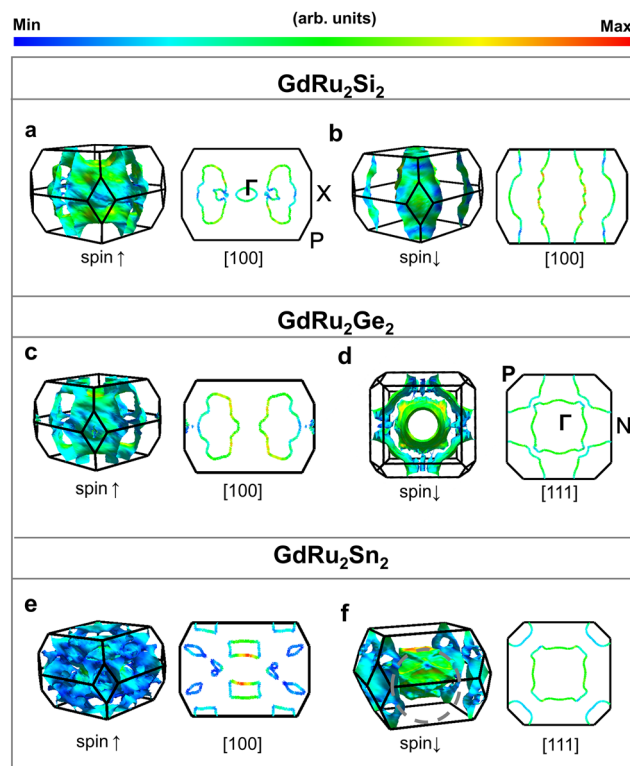 Min (arb. units) Max
GdRu₂Si₂
a b
Γ X P
spin ↑ [100] spin↓ [100]
GdRu₂Ge₂
c d
P Γ N
spin ↑ [100] spin↓ [111]
GdRu₂Sn₂
e f
spin ↑ [100] spin↓ [111]